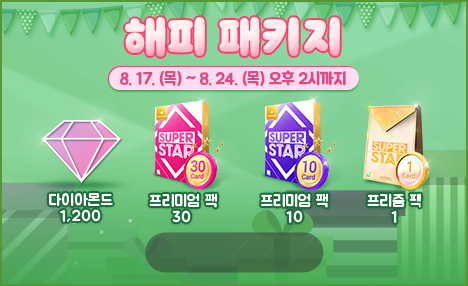 해피 패키지
8. 17. (목) ~ 8. 24. (목) 오후 2시까지
SUPER STAR
30 Card
SUPER STAR
10 Card
SUPER STAR
1 Card
다이아몬드 프리미엄 팩 프리미엄 팩 프리즘 팩
1,200 30 10 1